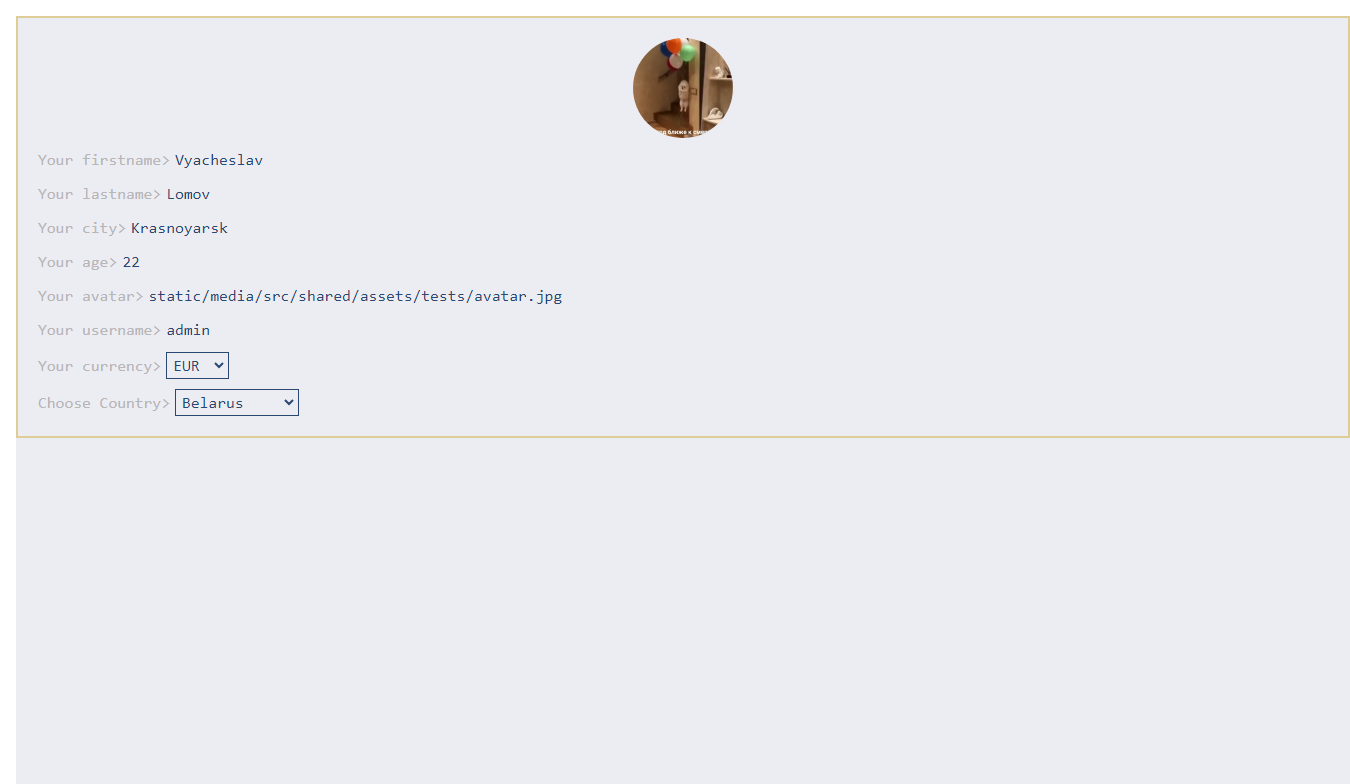 ближе к
Your firstname> Vyacheslav
Your lastname> Lomov
Your city> Krasnoyarsk
Your age> 22
Your avatar> static/media/src/shared/assets/tests/avatar.jpg
Your username> admin
Your currency> EUR
Choose Country> Belarus